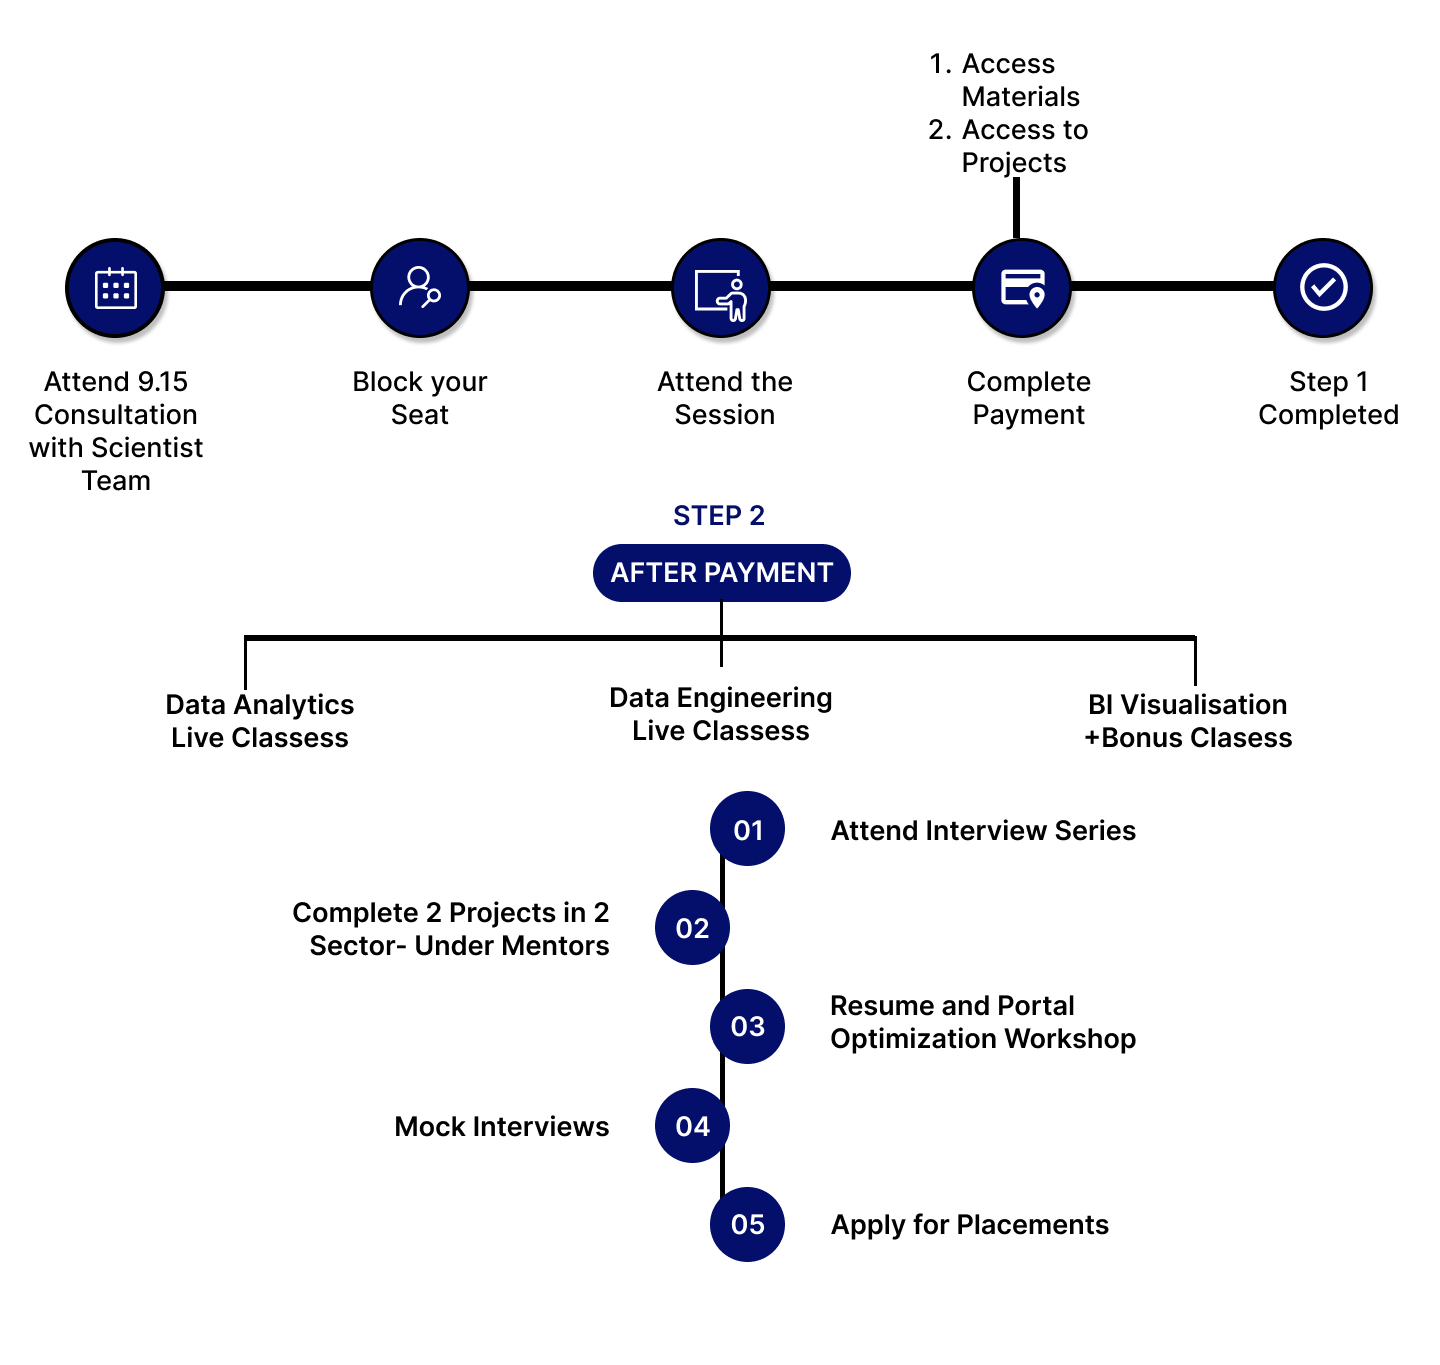 1. Access
Materials
2. Access to
Projects
Attend 9.15
Consultation
with Scientist
Team
Block your
Seat
Attend the
Session
Complete
Payment
Step 1
Completed
STEP 2
AFTER PAYMENT
Data Analytics
Live Classess
Data Engineering
Live Classess
BI Visualisation
+Bonus Clasess
01
Attend Interview Series
Complete 2 Projects in 2
Sector- Under Mentors
02
03
Resume and Portal
Optimization Workshop
Mock Interviews
04
05
Apply for Placements